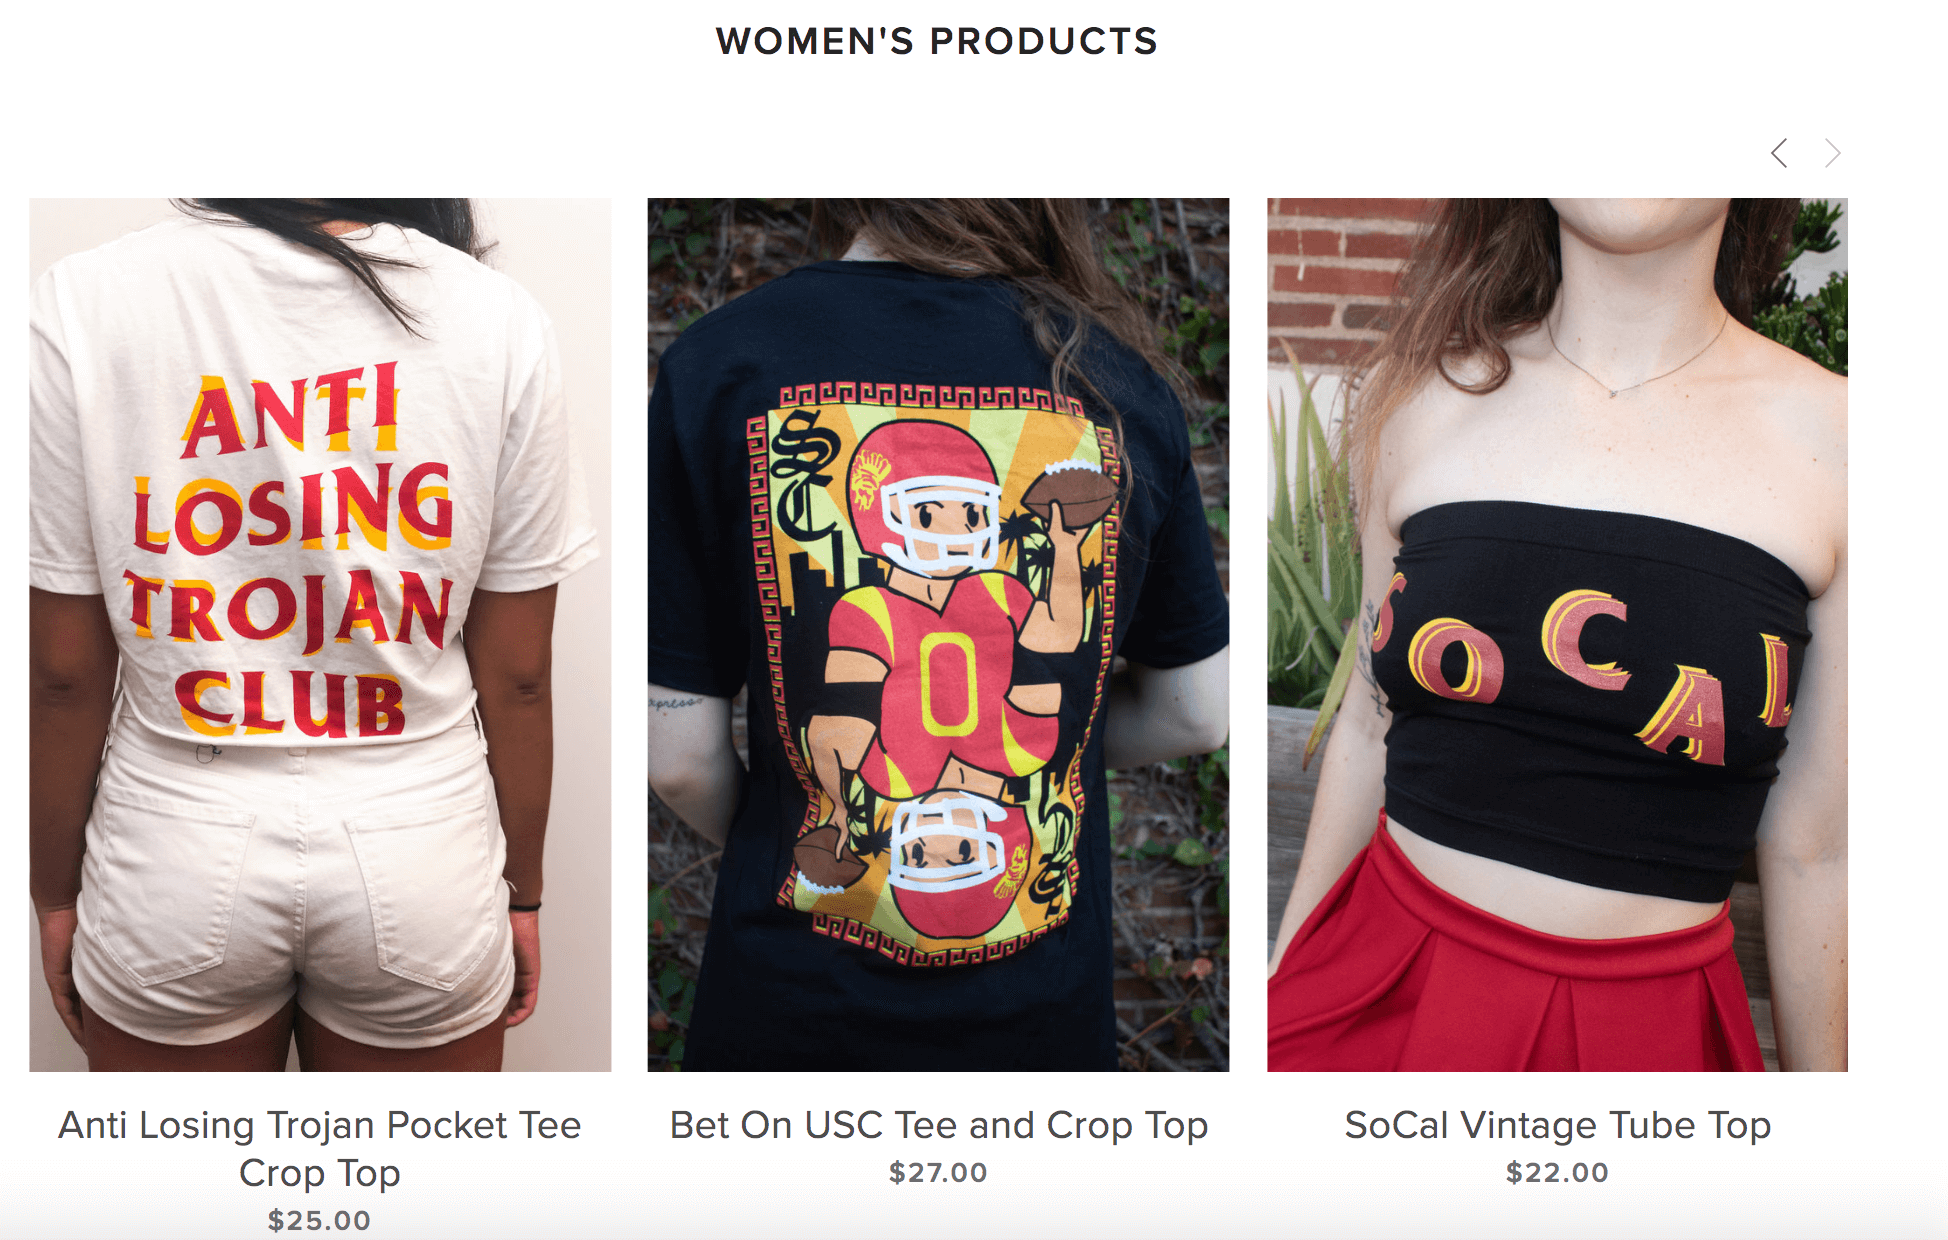 WOMEN'S PRODUCTS
ANTI
LOSING
TROJAN
CLUB
SC
0
SC
SOCAL
Anti Losing Trojan Pocket Tee
Crop Top
$25.00
Bet On USC Tee and Crop Top
$27.00
SoCal Vintage Tube Top
$22.00